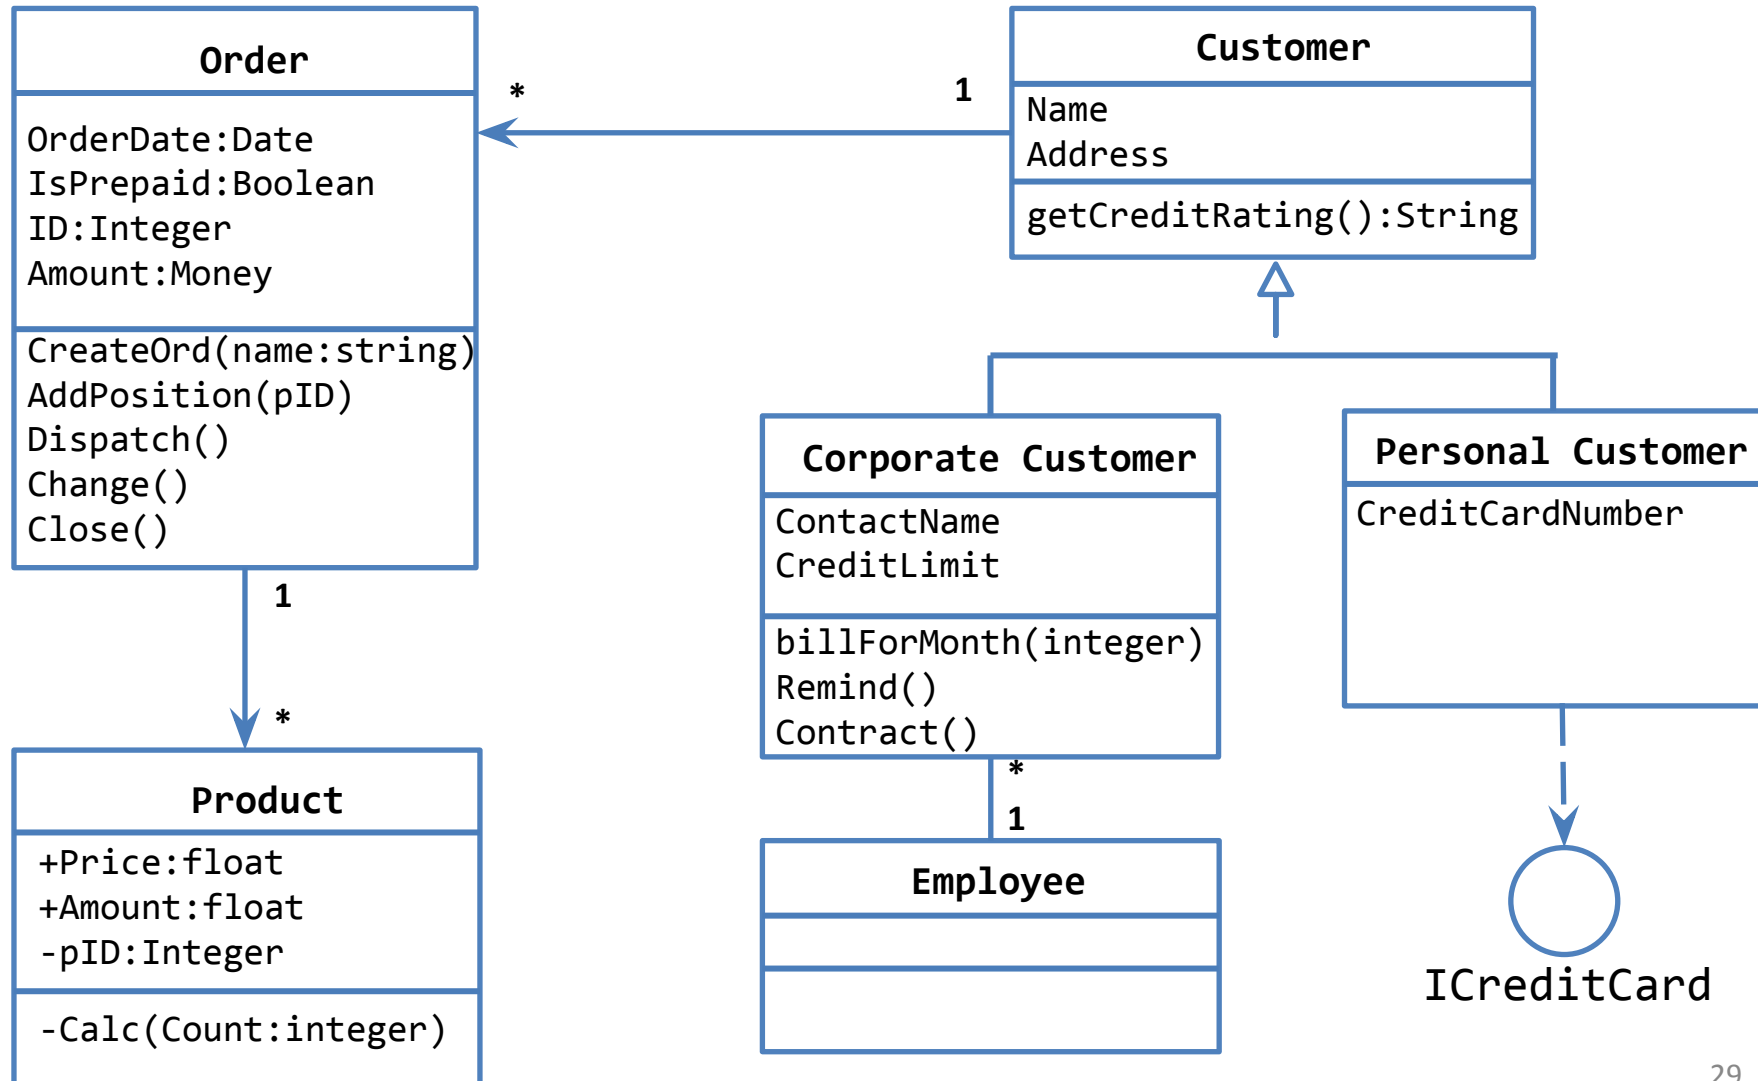 Order
OrderDate:Date
IsPrepaid:Boolean
ID:Integer
Amount:Money
CreateOrd(name:string)
AddPosition(pID)
Dispatch()
Change()
Close()
*
1
Customer
Name
Address
getCreditRating():String
1
*
Product
+Price:float
+Amount:float
-pID:Integer
-Calc(Count:integer)
Corporate Customer
ContactName
CreditLimit
billForMonth(integer)
Remind()
Contract()
*
1
Employee
Personal Customer
CreditCardNumber
ICreditCard
29